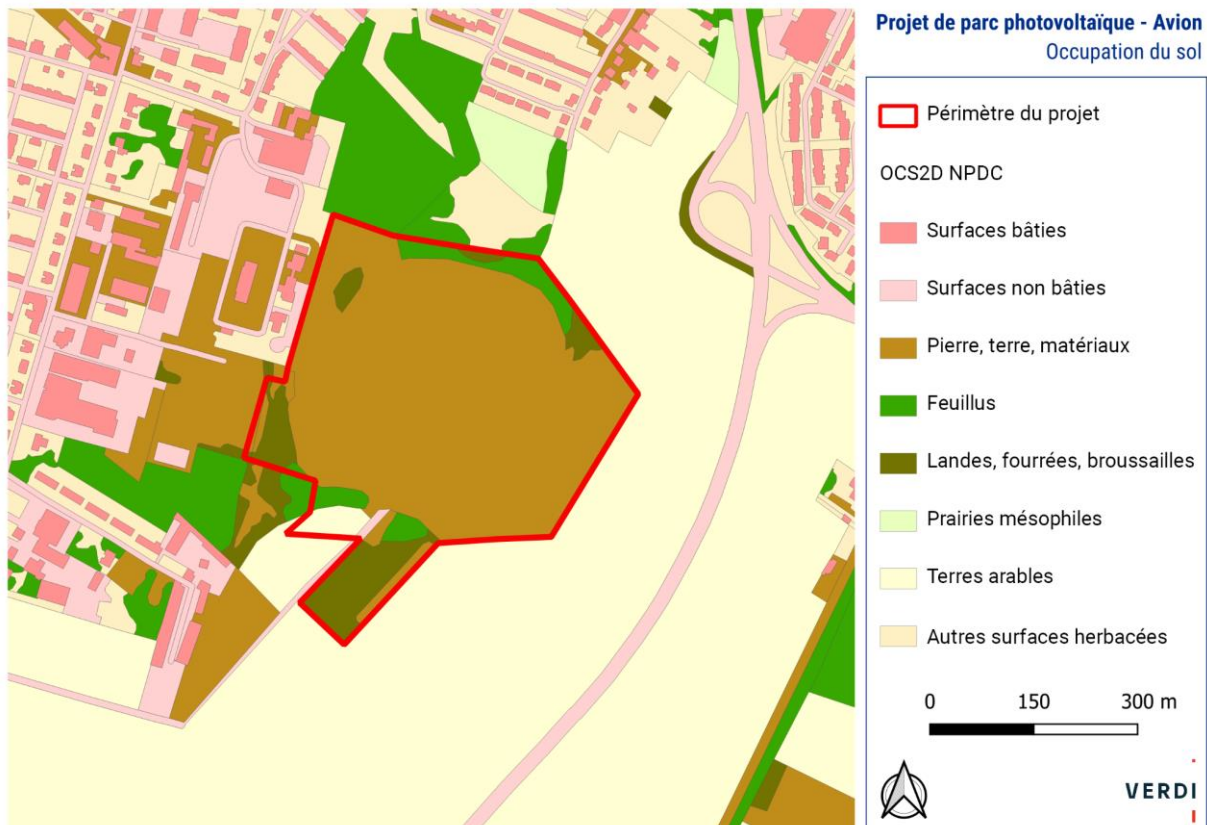 Projet de parc photovoltaïque - Avion
Occupation du sol
Périmètre du projet
OCS2D NPDC
Surfaces bâties
Surfaces non bâties
Pierre, terre, matériaux
Feuillus
Landes, fourrées, broussailles
Prairies mésophiles
Terres arables
Autres surfaces herbacées
0 150 300 m
VERDI